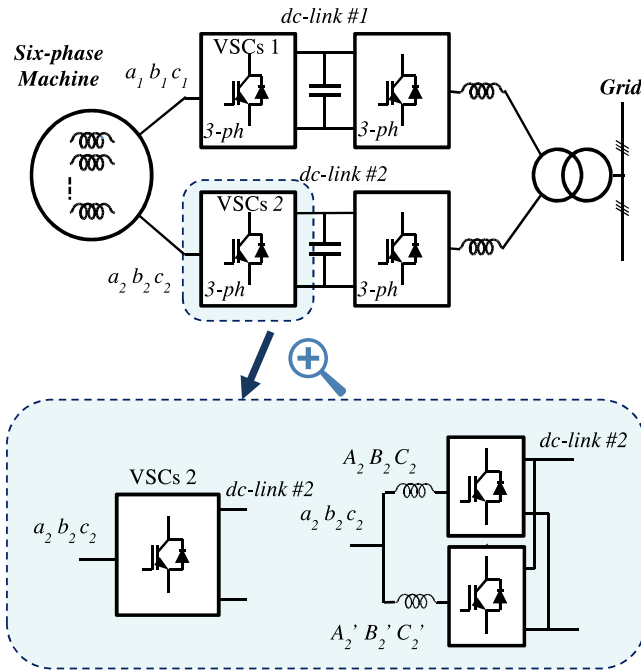 dc-link #1
Six-phase
Machine
VSCs 1
a1 b1 c1
3-ph
3-ph
Grid
dc-link #2
VSCs 2
a2 b2 c2
3-ph
3-ph
A2 B2 C2
dc-link #2
VSCs 2
dc-link #2
a2 b2 c2
a2 b2 c2
A2' B2' C2'